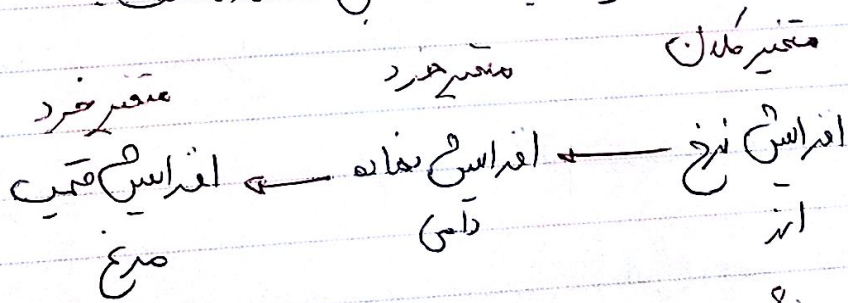 متغیر کلان
متغیر خرد
متغیر خرد
افزایش نرخ ← افزایش نهاده ← افزایش قیمت
ارز
دامی
مرغ